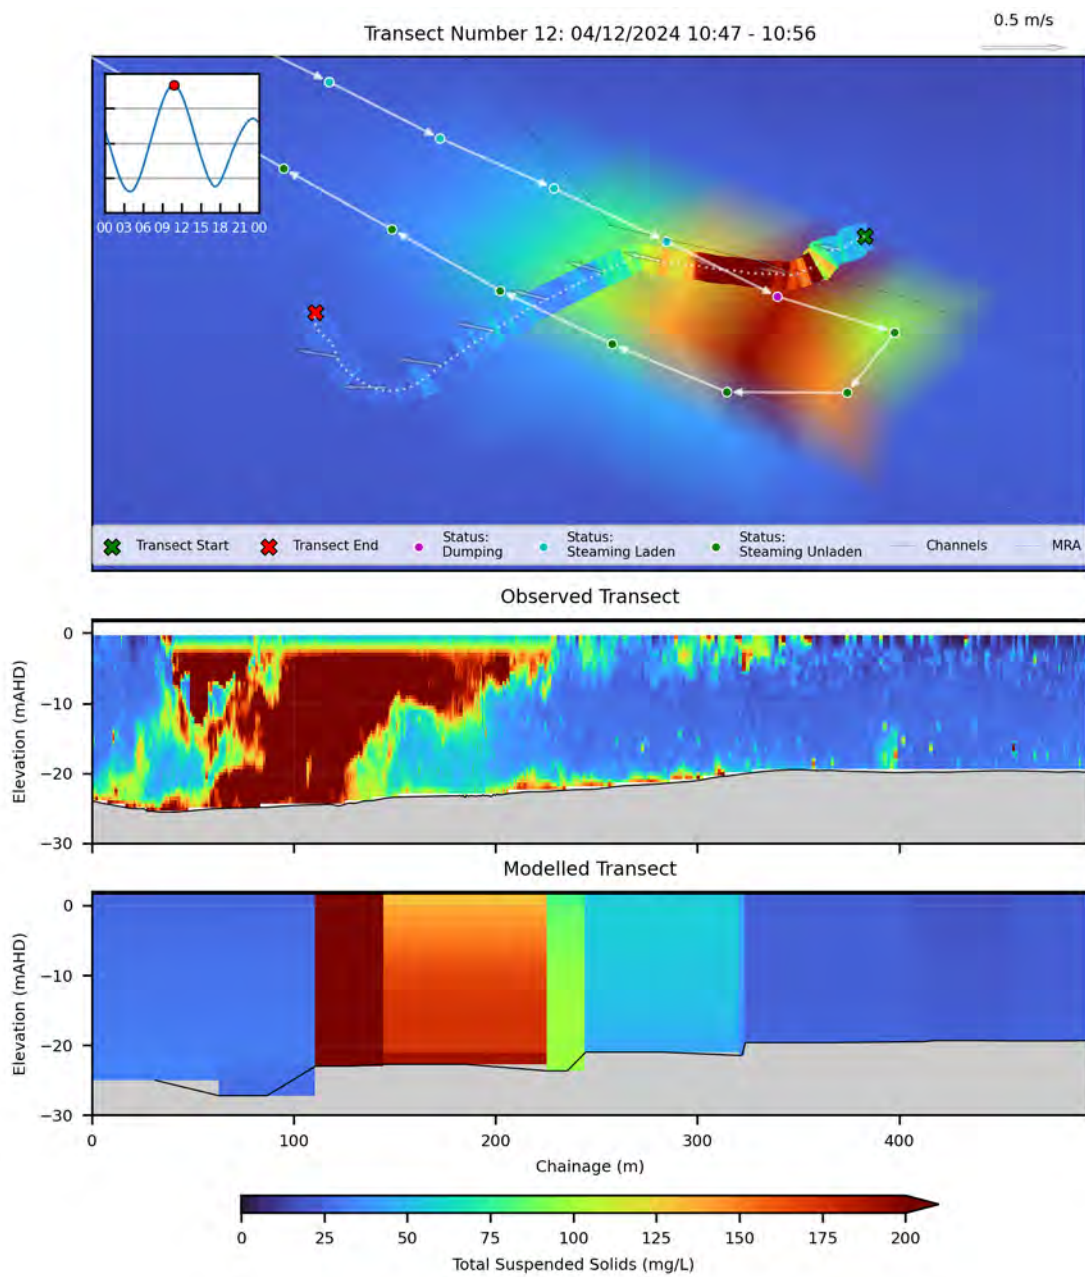 0.5 m/s
Transect Number 12: 04/12/2024 10:47 - 10:56
00 03 06 09 12 15 18 21 00
Transect Start
Transect End
Status:
Dumping
Status:
Steaming Laden
Status:
Steaming Unladen
Channels
MRA
Observed Transect
Elevation (mAHD)
0
−10
−20
−30
Modelled Transect
Elevation (mAHD)
0
−10
−20
−30
0 100 200 300 400
Chainage (m)
0 25 50 75 100 125 150 175 200
Total Suspended Solids (mg/L)